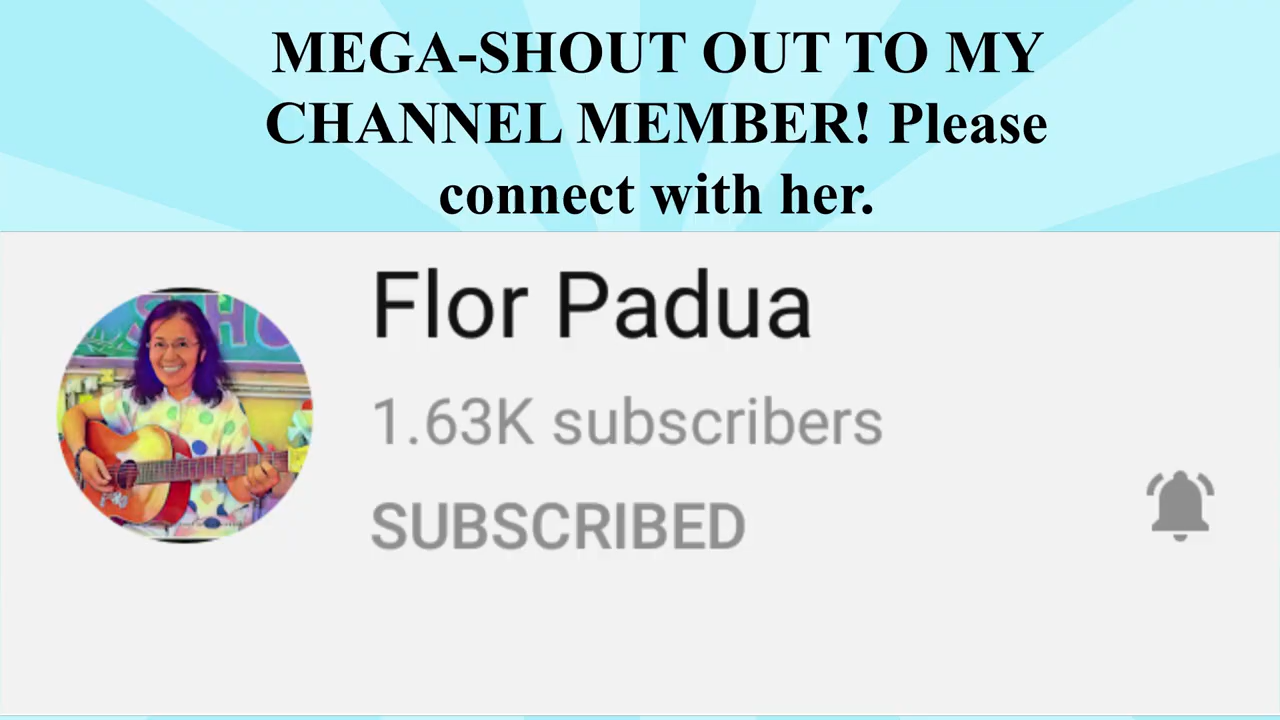 MEGA-SHOUT OUT TO MY
CHANNEL MEMBER! Please
connect with her.
Flor Padua
1.63K subscribers
SUBSCRIBED